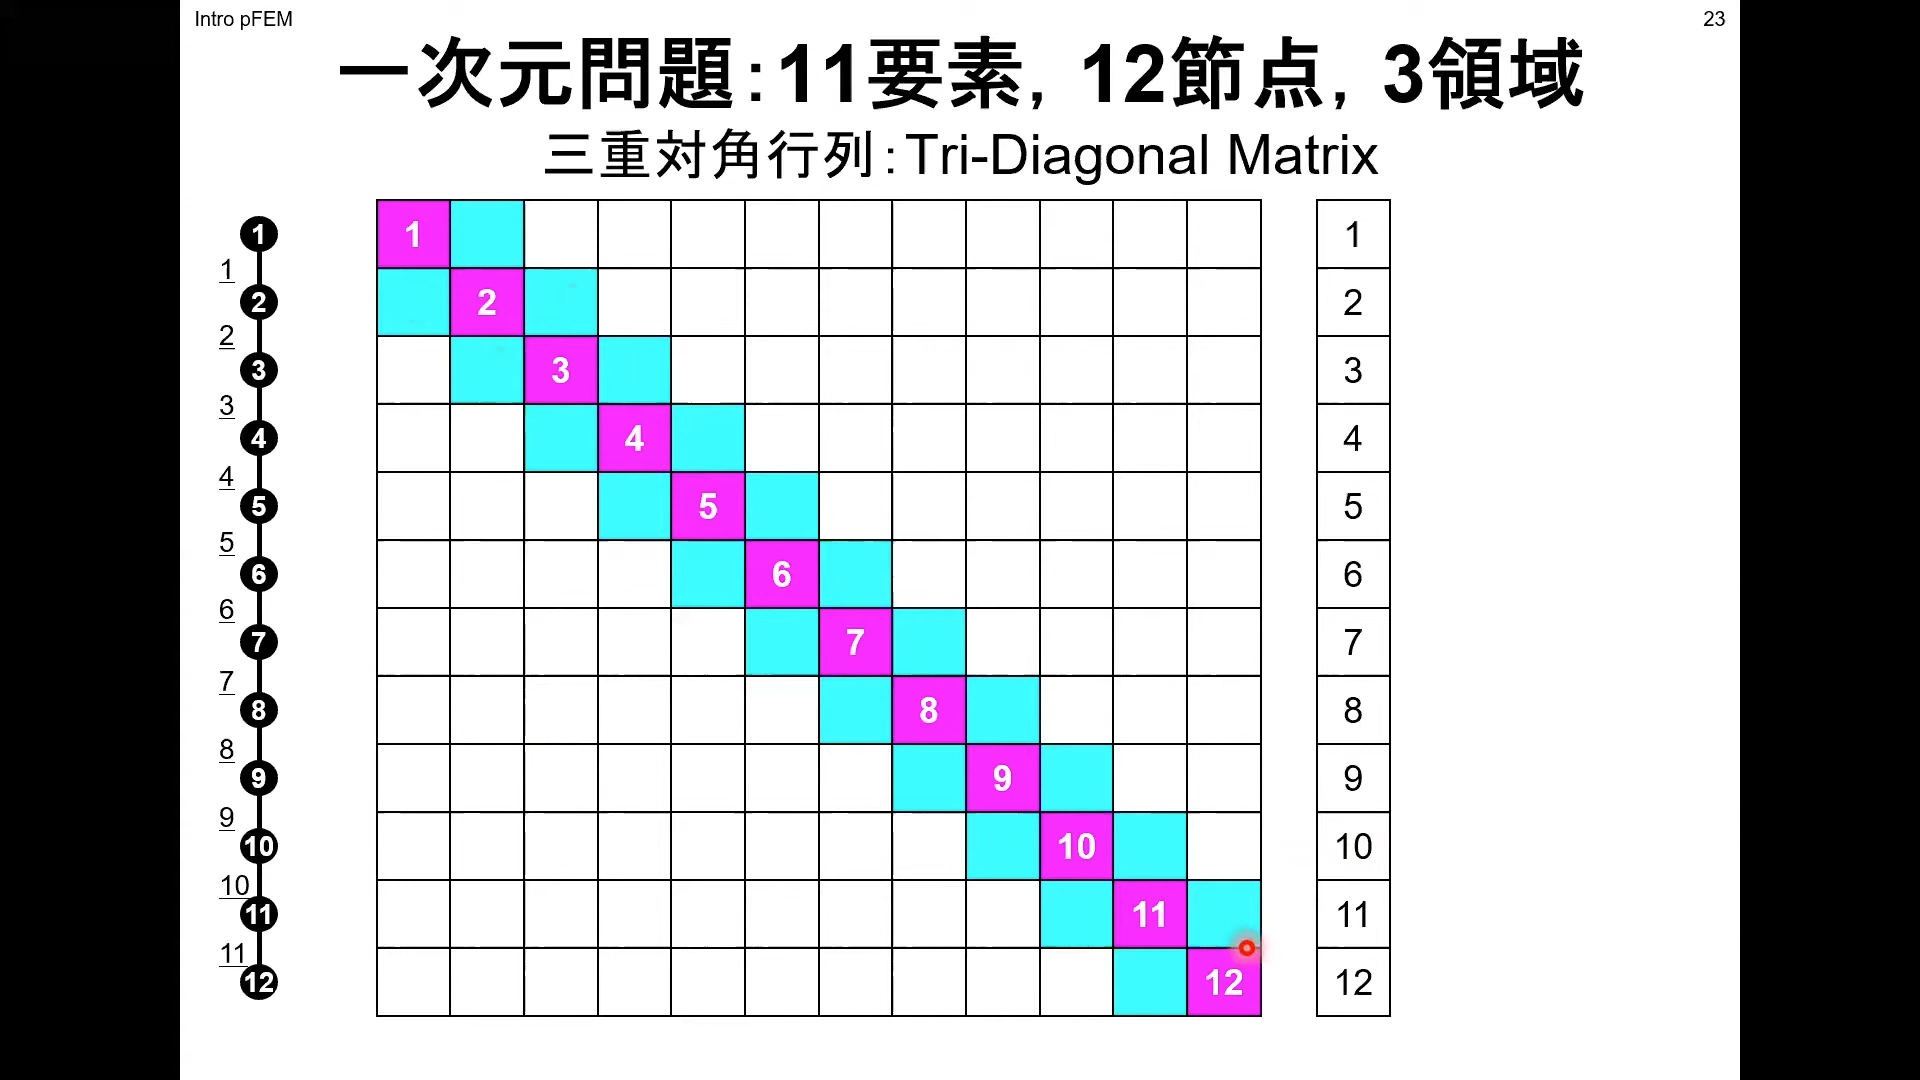 Intro pFEM
23
一次元問題：11要素，12節点，3領域
三重対角行列：Tri-Diagonal Matrix
1 1 1
1
2 2 2
2
3 3 3
3
4 4 4
4
5 5 5
5
6 6 6
6
7 7 7
7
8 8 8
8
9 9 9
9
10 10 10
10
11 11 11
11
12 12 12